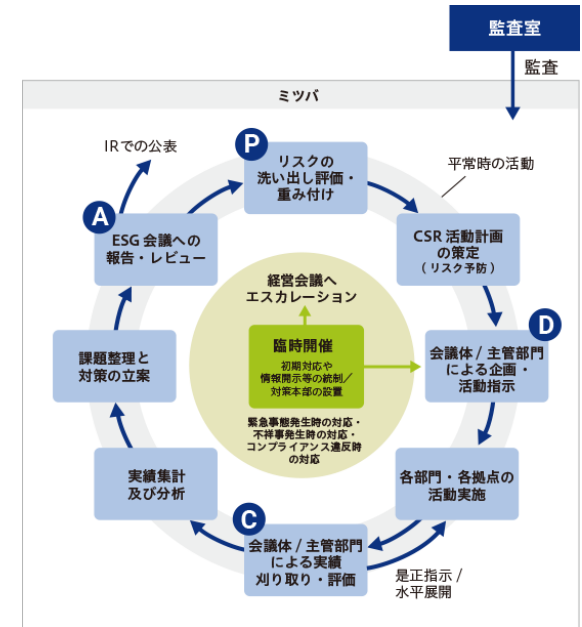 監査室
監査
ミツバ
IRでの公表
P
リスクの
洗い出し評価・
重み付け
平常時の活動
A
ESG 会議への
報告・レビュー
CSR 活動計画
の策定
( リスク予防 )
経営会議へ
エスカレーション
D
臨時開催
初期対応や
情報開示等の統制/
対策本部の設置
会議体 / 主管部門
による企画・
活動指示
課題整理と
対策の立案
緊急事態発生時の対応・
不祥事発生時の対応・
コンプライアンス違反時
の対応
実績集計
及び分析
各部門・各拠点の
活動実施
C
会議体 / 主管部門
による実績
刈り取り・評価
是正指示 /
水平展開